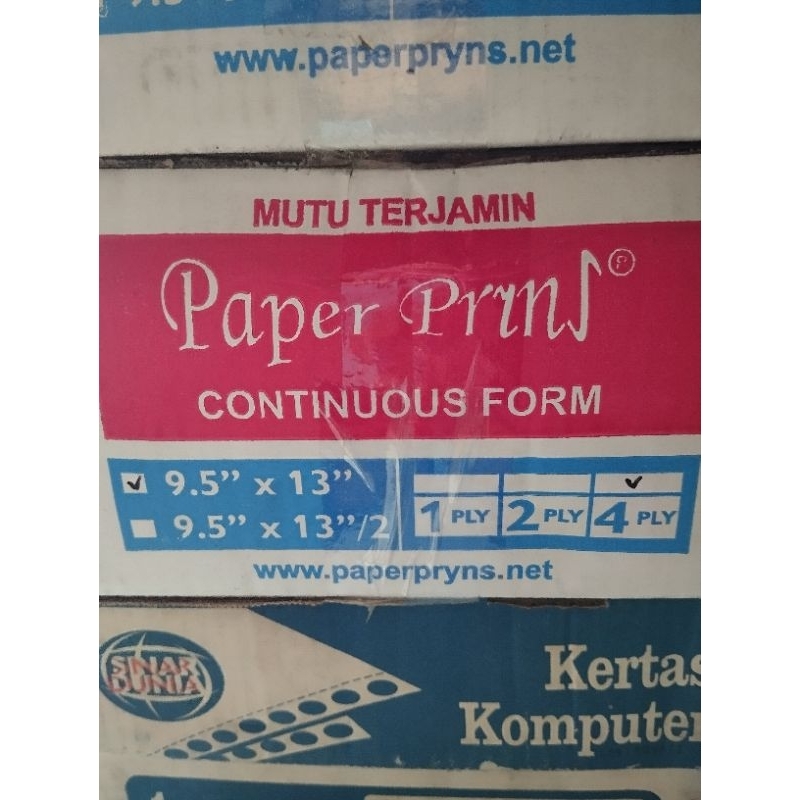 www.paperpryns.net
MUTU TERJAMIN
Paper Pryns
CONTINUOUS FORM
9.5” x 13”
9.5” x 13”/2
1 PLY 2 PLY 4 PLY
www.paperpryns.net
SINAR DUNIA
Kertas
Komputer